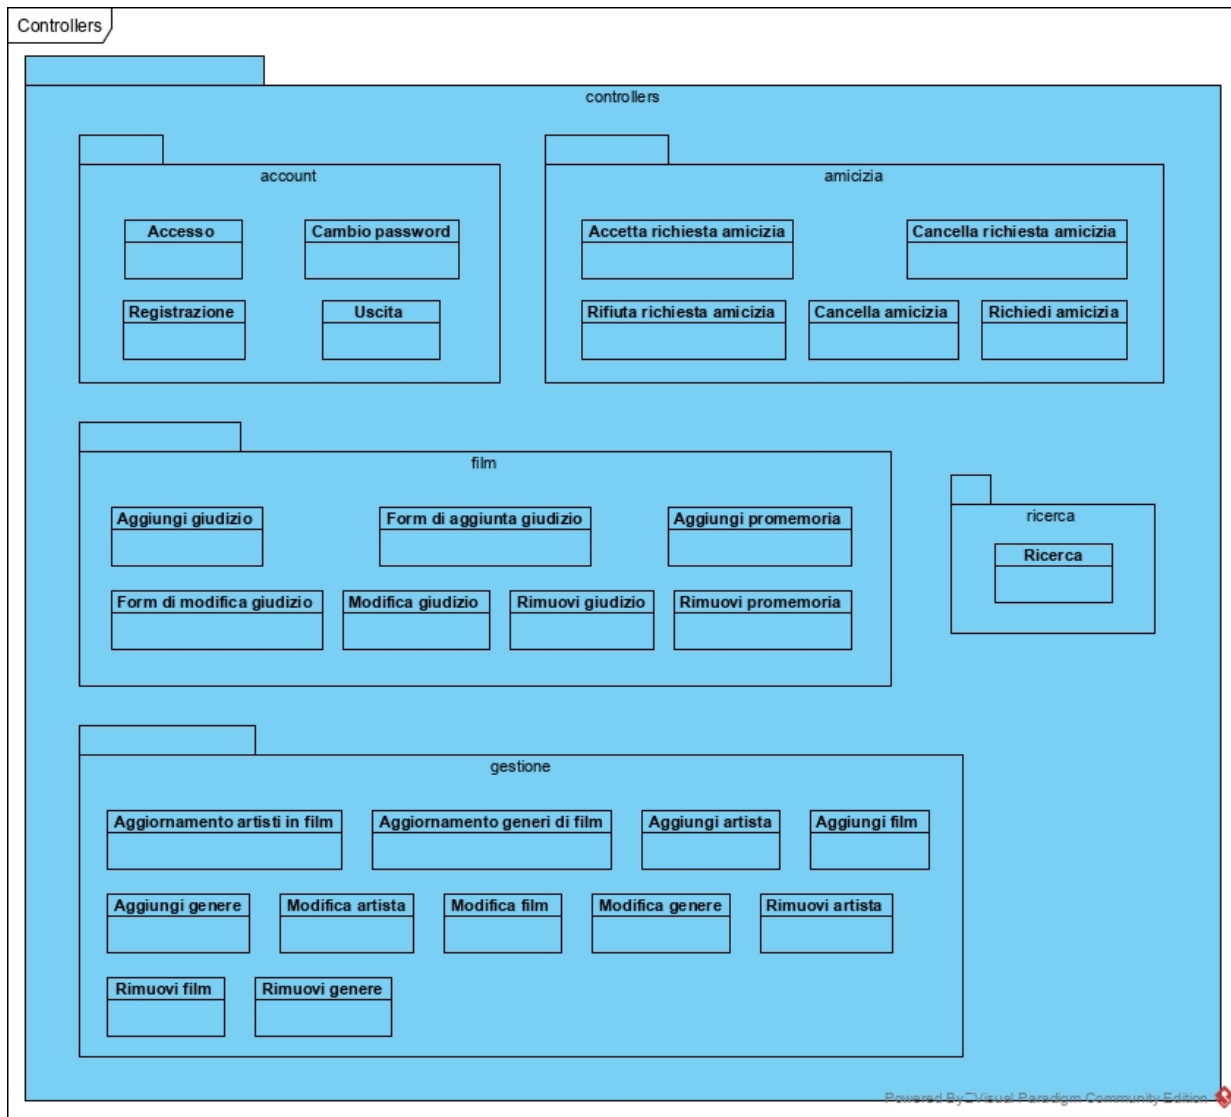 Controllers
controllers
account
Accesso
Cambio password
Registrazione
Uscita
amicizia
Accetta richiesta amicizia
Cancella richiesta amicizia
Rifiuta richiesta amicizia
Cancella amicizia
Richiedi amicizia
film
Aggiungi giudizio
Form di aggiunta giudizio
Aggiungi promemoria
Form di modifica giudizio
Modifica giudizio
Rimuovi giudizio
Rimuovi promemoria
ricerca
Ricerca
gestione
Aggiornamento artisti in film
Aggiornamento generi di film
Aggiungi artista
Aggiungi film
Aggiungi genere
Modifica artista
Modifica film
Modifica genere
Rimuovi artista
Rimuovi film
Rimuovi genere
Powered By Visual Paradigm Community Edition